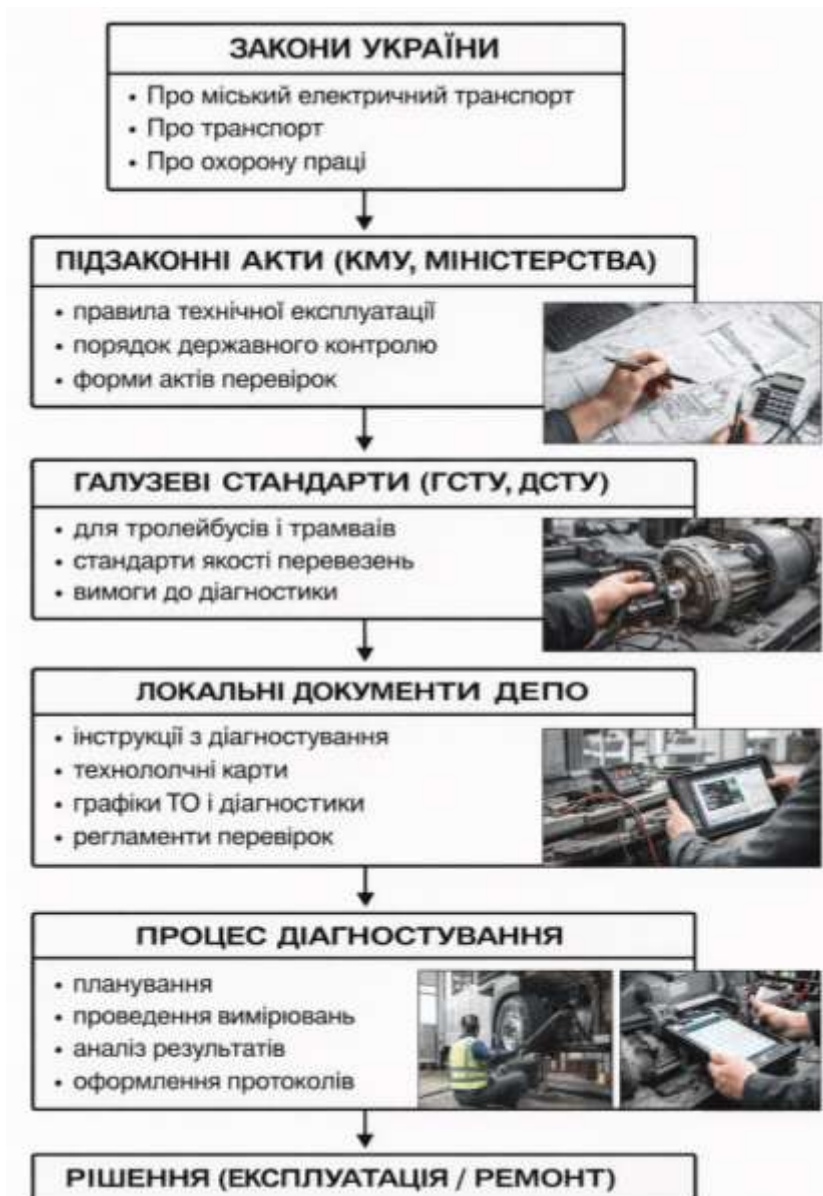 ЗАКОНИ УКРАЇНИ
• Про міський електричний транспорт
• Про транспорт
• Про охорону праці
ПІДЗАКОННІ АКТИ (КМУ, МІНІСТЕРСТВА)
• правила технічної експлуатації
• порядок державного контролю
• форми актів перевірок
ГАЛУЗЕВІ СТАНДАРТИ (ГСТУ, ДСТУ)
• для тролейбусів і трамваїв
• стандарти якості перевезень
• вимоги до діагностики
ЛОКАЛЬНІ ДОКУМЕНТИ ДЕПО
• інструкції з діагностування
• технолопчні карти
• графіки ТО і діагностики
• регламенти перевірок
ПРОЦЕС ДІАГНОСТУВАННЯ
• планування
• проведення вимірювань
• аналіз результатів
• оформлення протоколів
РІШЕННЯ (ЕКСПЛУАТАЦІЯ / РЕМОНТ)